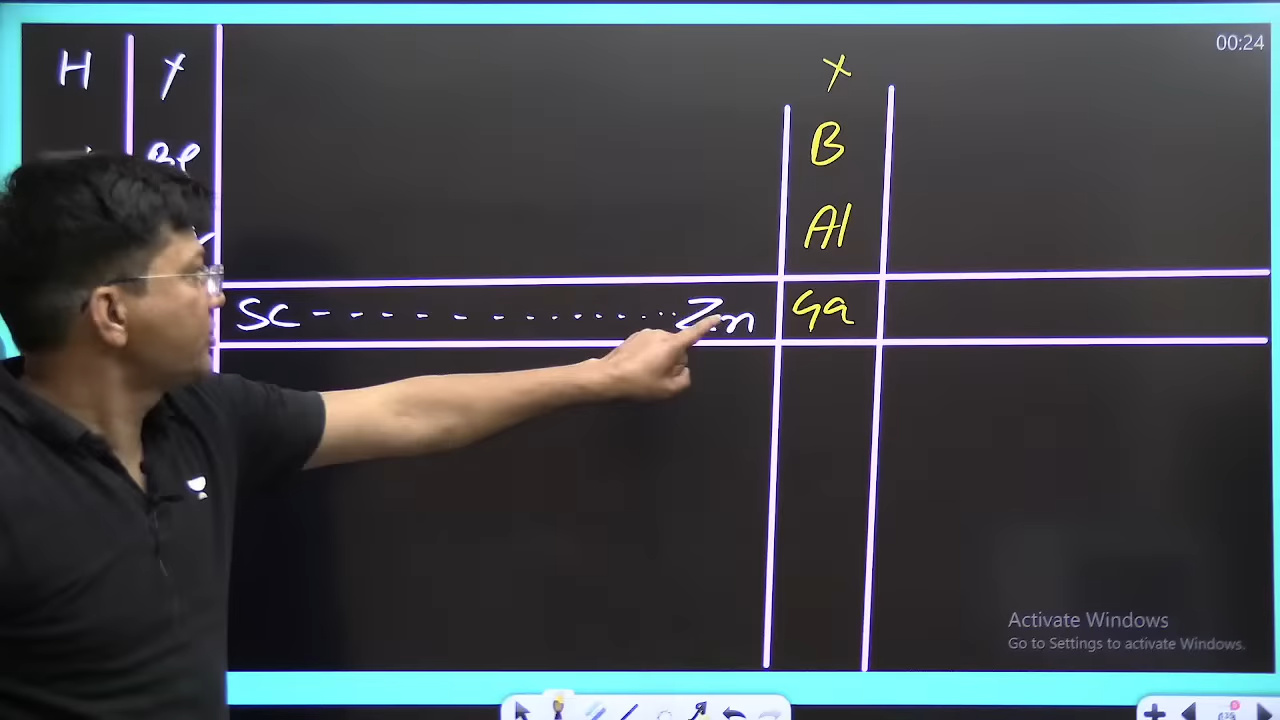 00:24
H X X
Be B
Al
Sc Zn Ga
Activate Windows
Go to Settings to activate Windows.